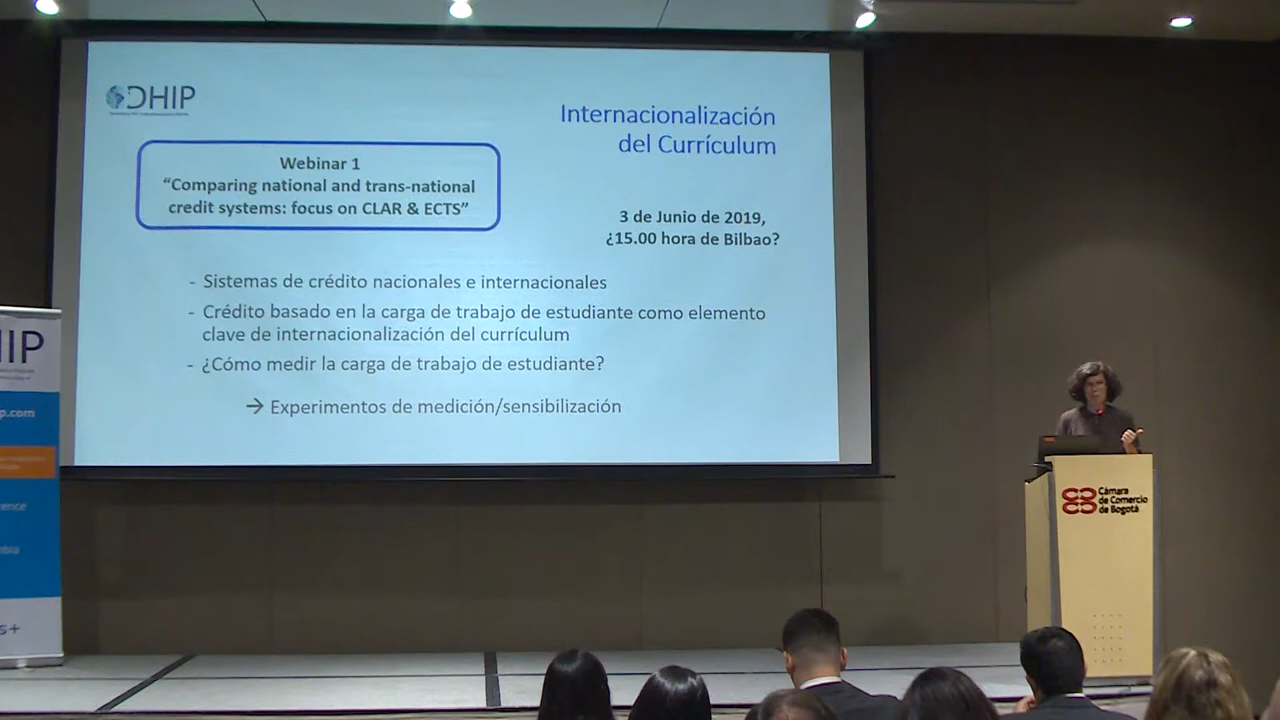 DHIP
Internacionalización
del Currículum
Webinar 1
“Comparing national and trans-national
credit systems: focus on CLAR & ECTS”
3 de Junio de 2019,
¿15.00 hora de Bilbao?
- Sistemas de crédito nacionales e internacionales
- Crédito basado en la carga de trabajo de estudiante como elemento
clave de internacionalización del currículum
- ¿Cómo medir la carga de trabajo de estudiante?
→ Experimentos de medición/sensibilización
HIP
p.com
rence
mbia
s+
Cámara
de Comercio
de Bogotá